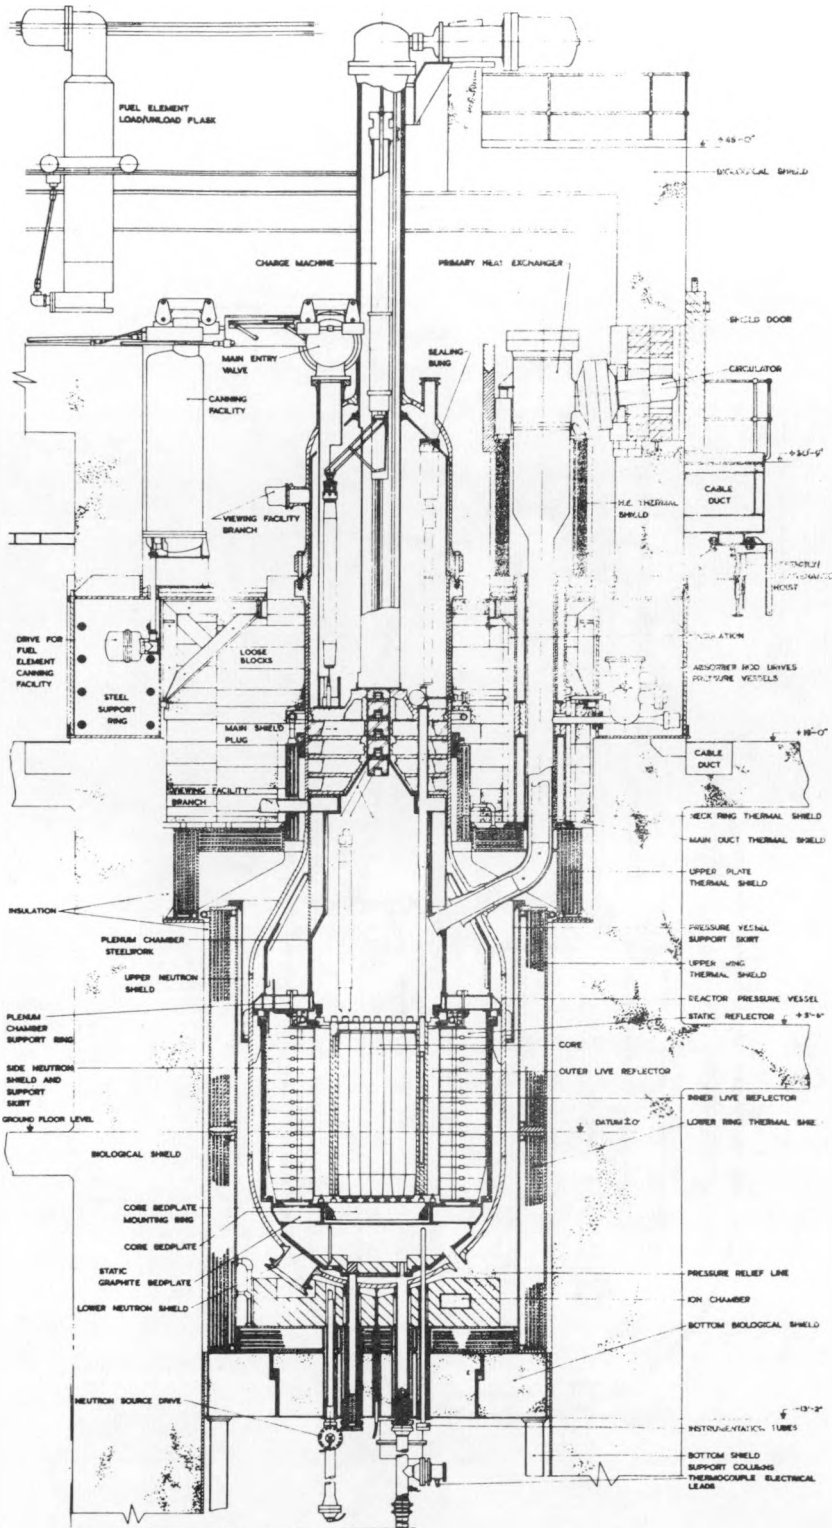 FUEL ELEMENT
LOAD/UNLOAD FLASK
+45'-0"
BIOLOGICAL SHIELD
CHARGE MACHINE
PRIMARY HEAT EXCHANGER
SHIELD DOOR
MAIN ENTRY
VALVE
SEALING
BUNG
CIRCULATOR
CANNING
FACILITY
CABLE
DUCT
VIEWING FACILITY
BRANCH
H.E. THERMAL
SHIELD
HOIST
DRIVE FOR
FUEL
ELEMENT
CANNING
FACILITY
LOOSE
BLOCKS
INSULATION
STEEL
SUPPORT
RING
ABSORBER ROD DRIVES
PRESSURE VESSELS
MAIN SHIELD
PLUG
CABLE
DUCT
VIEWING FACILITY
BRANCH
NECK RING THERMAL SHIELD
MAIN DUCT THERMAL SHIELD
UPPER PLATE
THERMAL SHIELD
INSULATION
PRESSURE VESSEL
SUPPORT SKIRT
PLENUM CHAMBER
STEELWORK
UPPER RING
THERMAL SHIELD
UPPER NEUTRON
SHIELD
REACTOR PRESSURE VESSEL
PLENUM
CHAMBER
SUPPORT RING
STATIC REFLECTOR
CORE
SIDE NEUTRON
SHIELD AND
SUPPORT
SKIRT
OUTER LIVE REFLECTOR
INNER LIVE REFLECTOR
GROUND FLOOR LEVEL
DATUM ±0'
LOWER RING THERMAL SHIE
BIOLOGICAL SHIELD
CORE BEDPLATE
MOUNTING RING
CORE BEDPLATE
STATIC
GRAPHITE BEDPLATE
PRESSURE RELIEF LINE
LOWER NEUTRON SHIELD
ION CHAMBER
BOTTOM BIOLOGICAL SHIELD
NEUTRON SOURCE DRIVE
-13'-2"
INSTRUMENTATION TUBES
BOTTOM SHIELD
SUPPORT COLUMNS
THERMOCOUPLE ELECTRICAL
LEADS